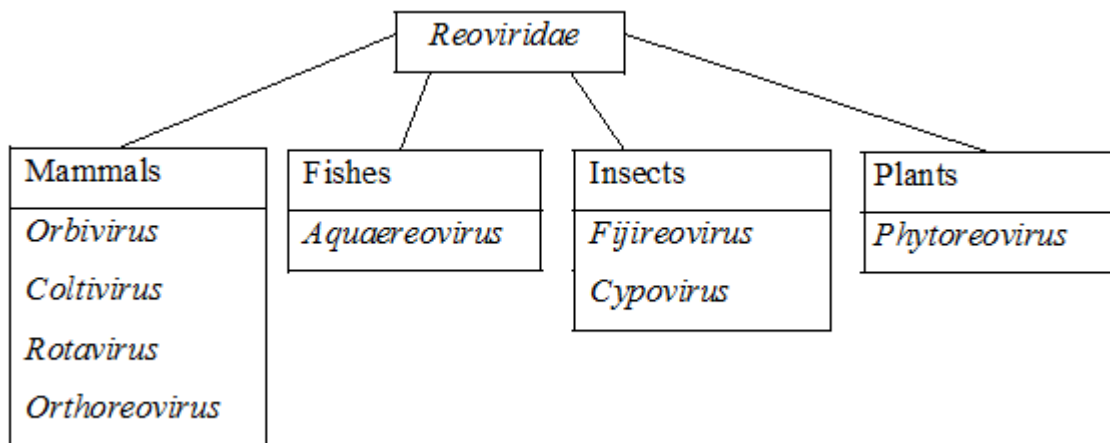 Reoviridae
Mammals
Orbivirus
Coltivirus
Rotavirus
Orthoreovirus
Fishes
Aquaereovirus
Insects
Fijireovirus
Cypovirus
Plants
Phytoreovirus